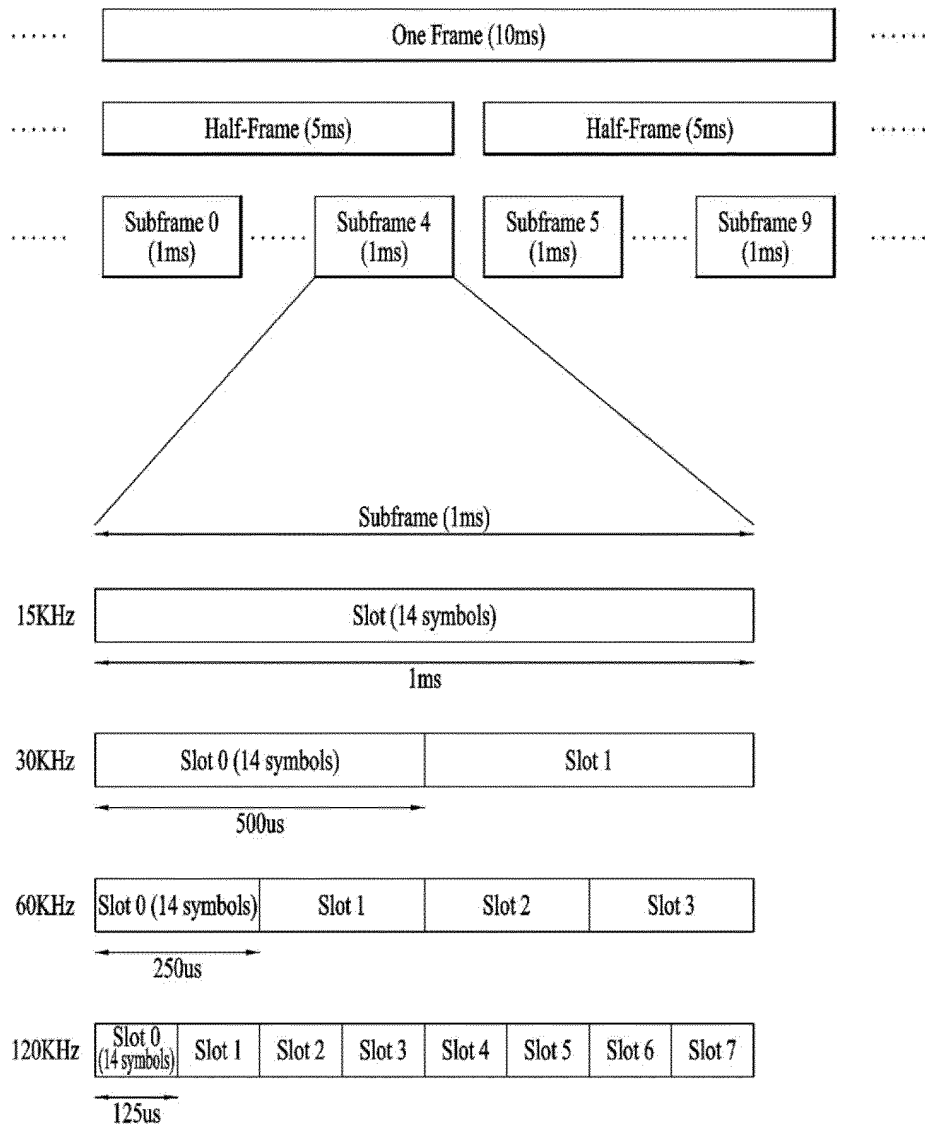 One Frame (10ms)
Half-Frame (5ms) Half-Frame (5ms)
Subframe 0 Subframe 4 Subframe 5 Subframe 9
(1ms) (1ms) (1ms) (1ms)
Subframe (1ms)
15KHz Slot (14 symbols)
1ms
30KHz Slot 0 (14 symbols) Slot 1
500us
60KHz Slot 0 (14 symbols) Slot 1 Slot 2 Slot 3
250us
120KHz Slot 0 (14 symbols) Slot 1 Slot 2 Slot 3 Slot 4 Slot 5 Slot 6 Slot 7
125us